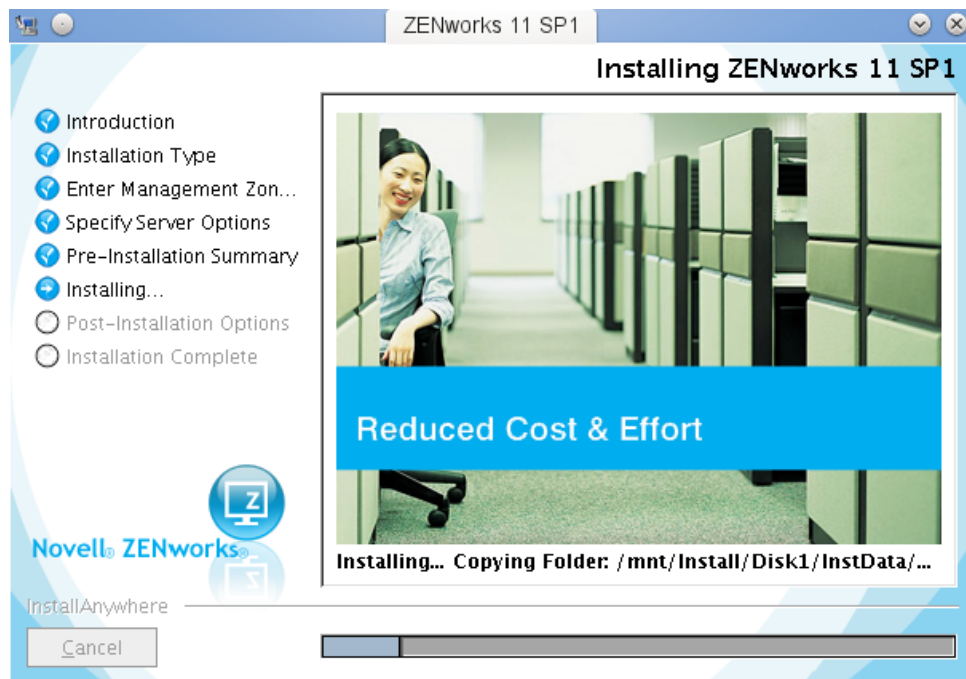 ZENworks 11 SP1
Installing ZENworks 11 SP1
Introduction
Installation Type
Enter Management Zon...
Specify Server Options
Pre-Installation Summary
Installing...
Post-Installation Options
Installation Complete
Reduced Cost & Effort
Z
Novell® ZENworks®
Installing... Copying Folder: /mnt/Install/Disk1/InstData/...
InstallAnywhere
Cancel